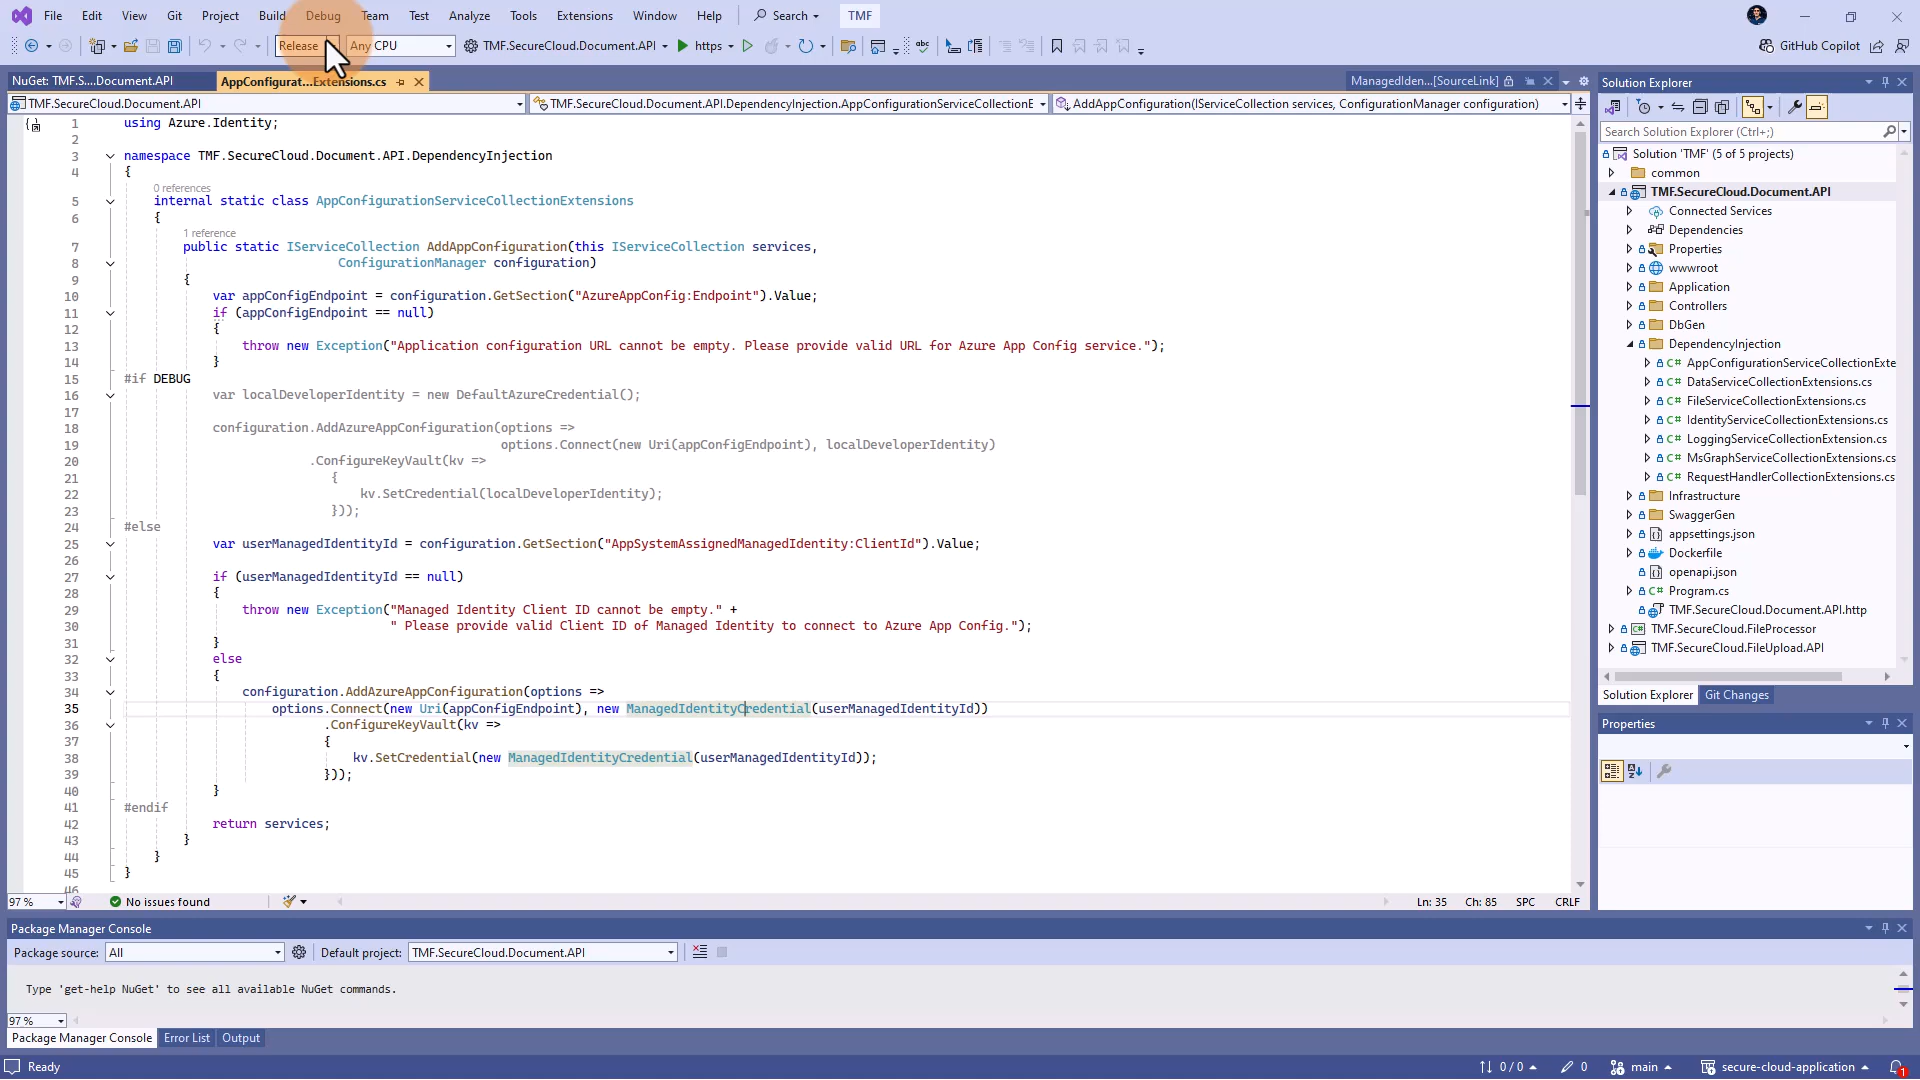 File Edit View Git Project Build Debug Team Test Analyze Tools Extensions Window Help Search TMF
Release Any CPU TMF.SecureCloud.Document.API https GitHub Copilot
NuGet: TMF.S....Document.API AppConfigurat...Extensions.cs ManagedIden...[SourceLink]
TMF.SecureCloud.Document.API TMF.SecureCloud.Document.API.DependencyInjection.AppConfigurationServiceCollectionE AddAppConfiguration(IServiceCollection services, ConfigurationManager configuration)
1 using Azure.Identity;
2
3 namespace TMF.SecureCloud.Document.API.DependencyInjection
4 {
0 references
5 internal static class AppConfigurationServiceCollectionExtensions
6 {
1 reference
7 public static IServiceCollection AddAppConfiguration(this IServiceCollection services,
8 ConfigurationManager configuration)
9 {
10 var appConfigEndpoint = configuration.GetSection("AzureAppConfig:Endpoint").Value;
11 if (appConfigEndpoint == null)
12 {
13 throw new Exception("Application configuration URL cannot be empty. Please provide valid URL for Azure App Config service.");
14 }
15 #if DEBUG
16 var localDeveloperIdentity = new DefaultAzureCredential();
17
18 configuration.AddAzureAppConfiguration(options =>
19 options.Connect(new Uri(appConfigEndpoint), localDeveloperIdentity)
20 .ConfigureKeyVault(kv =>
21 {
22 kv.SetCredential(localDeveloperIdentity);
23 }));
24 #else
25 var userManagedIdentityId = configuration.GetSection("AppSystemAssignedManagedIdentity:ClientId").Value;
26
27 if (userManagedIdentityId == null)
28 {
29 throw new Exception("Managed Identity Client ID cannot be empty." +
30 " Please provide valid Client ID of Managed Identity to connect to Azure App Config.");
31 }
32 else
33 {
34 configuration.AddAzureAppConfiguration(options =>
35 options.Connect(new Uri(appConfigEndpoint), new ManagedIdentityCredential(userManagedIdentityId))
36 .ConfigureKeyVault(kv =>
37 {
38 kv.SetCredential(new ManagedIdentityCredential(userManagedIdentityId));
39 }));
40 }
41 #endif
42 return services;
43 }
44 }
45 }
46
97 % No issues found Ln: 35 Ch: 85 SPC CRLF
Solution Explorer
Search Solution Explorer (Ctrl+;)
Solution 'TMF' (5 of 5 projects)
common
TMF.SecureCloud.Document.API
Connected Services
Dependencies
Properties
wwwroot
Application
Controllers
DbGen
DependencyInjection
C# AppConfigurationServiceCollectionExte
C# DataServiceCollectionExtensions.cs
C# FileServiceCollectionExtensions.cs
C# IdentityServiceCollectionExtensions.cs
C# LoggingServiceCollectionExtension.cs
C# MsGraphServiceCollectionExtensions.cs
C# RequestHandlerCollectionExtensions.cs
Infrastructure
SwaggerGen
appsettings.json
Dockerfile
openapi.json
C# Program.cs
TMF.SecureCloud.Document.API.http
TMF.SecureCloud.FileProcessor
TMF.SecureCloud.FileUpload.API
Solution Explorer Git Changes
Properties
Package Manager Console
Package source: All Default project: TMF.SecureCloud.Document.API
Type 'get-help NuGet' to see all available NuGet commands.
97 %
Package Manager Console Error List Output
Ready 0 / 0 0 main secure-cloud-application 1